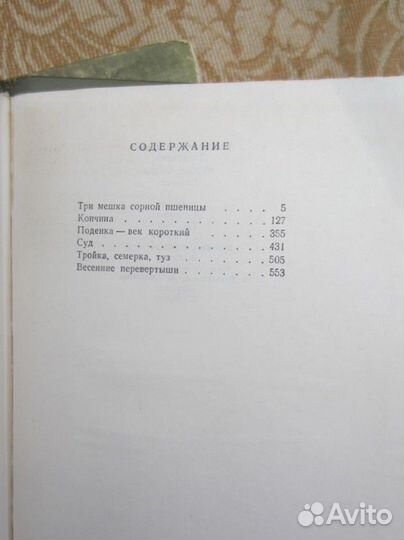 СОДЕРЖАНИЕ
Три мешка сорной пшеницы . . . . 5
Кончина . . . . . . . . . . . 127
Поденка — век короткий . . . . . 355
Суд . . . . . . . . . . . . 431
Тройка, семерка, туз . . . . . . . 505
Весенние перевертыши . . . . . . 553
Avito